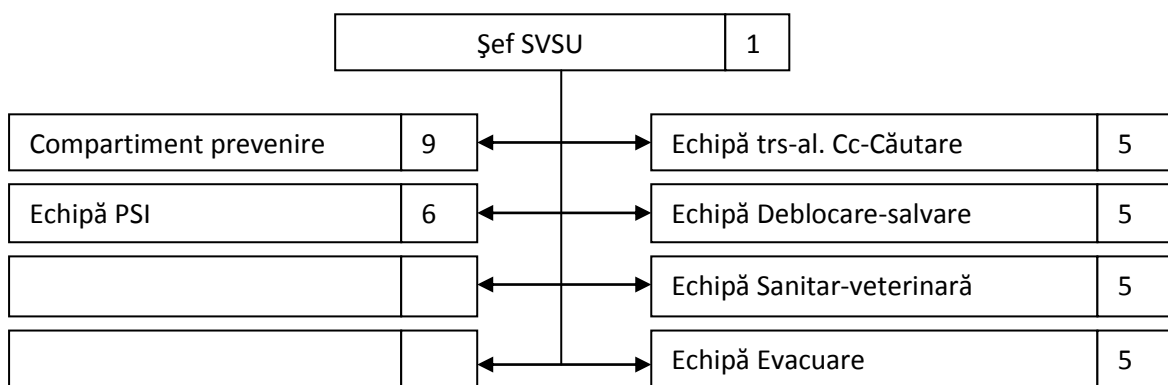 Şef SVSU 1
Compartiment prevenire 9
Echipă trs-al. Cc-Căutare 5
Echipă PSI 6
Echipă Deblocare-salvare 5
Echipă Sanitar-veterinară 5
Echipă Evacuare 5